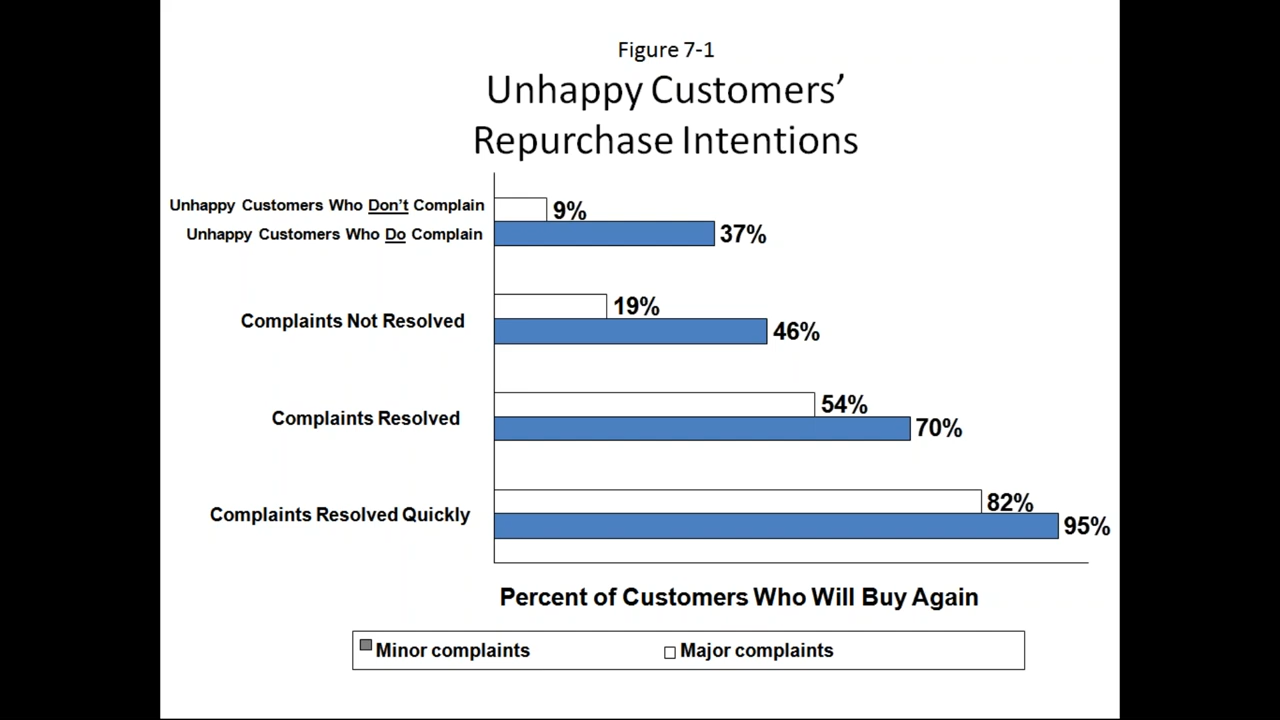 Figure 7-1
Unhappy Customers’
Repurchase Intentions
Unhappy Customers Who Don’t Complain
9%
Unhappy Customers Who Do Complain
37%
19%
Complaints Not Resolved
46%
54%
Complaints Resolved
70%
82%
Complaints Resolved Quickly
95%
Percent of Customers Who Will Buy Again
Minor complaints
Major complaints